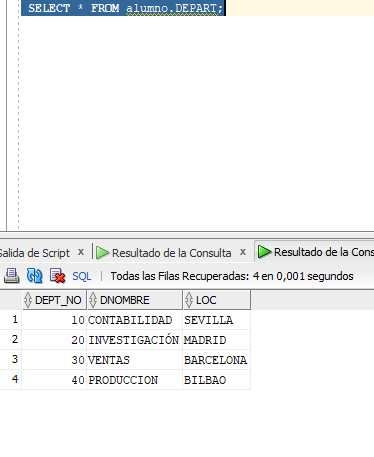 SELECT * FROM alumno.DEPART;
Salida de Script x Resultado de la Consulta x Resultado de la Cons
SQL | Todas las Filas Recuperadas: 4 en 0,001 segundos
DEPT_NO DNOMBRE LOC
1 10 CONTABILIDAD SEVILLA
2 20 INVESTIGACIÓN MADRID
3 30 VENTAS BARCELONA
4 40 PRODUCCION BILBAO